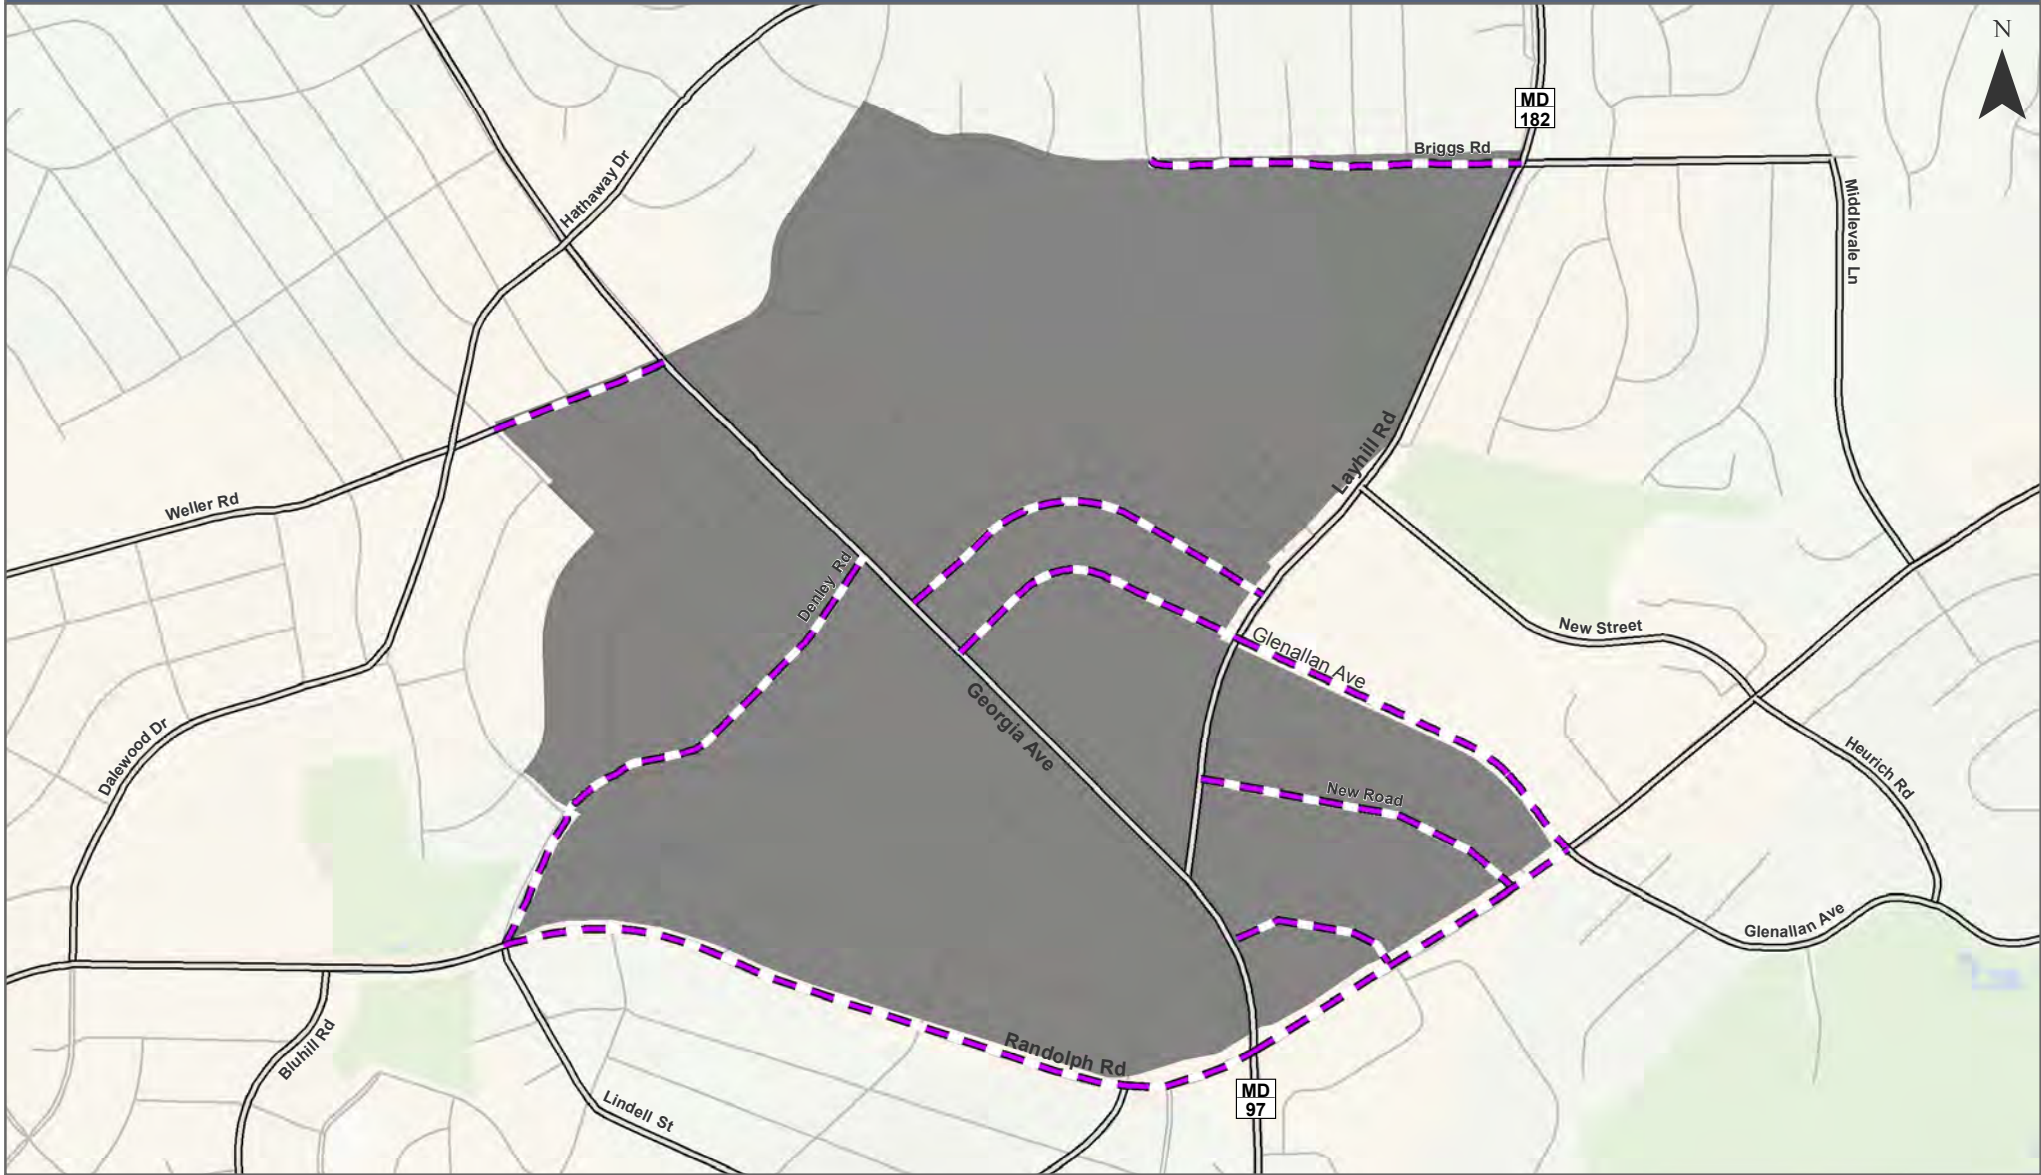 N
MD
182
Briggs Rd
Hathaway Dr
Middlevale Ln
Layhill Rd
Weller Rd
Denley Rd
New Street
Glenallan Ave
Georgia Ave
Dalewood Dr
Heurich Rd
New Road
Glenallan Ave
Bluhill Rd
Randolph Rd
MD
97
Lindell St